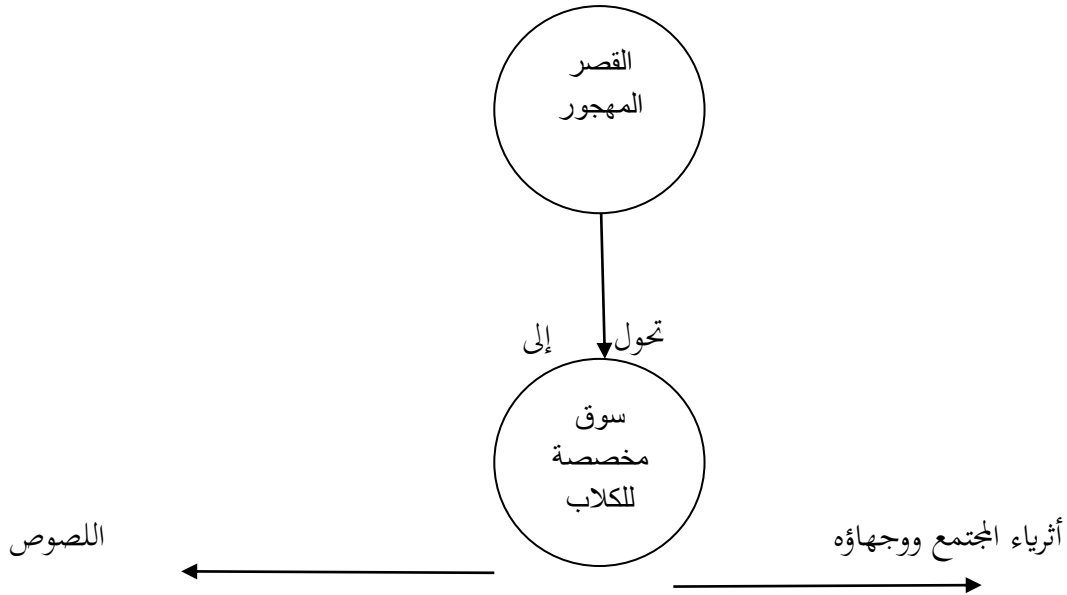 القصر
المهجور
تحول إلى
سوق
مخصصة
للكلاب
أثرياء المجتمع ووجهاؤه
اللصوص